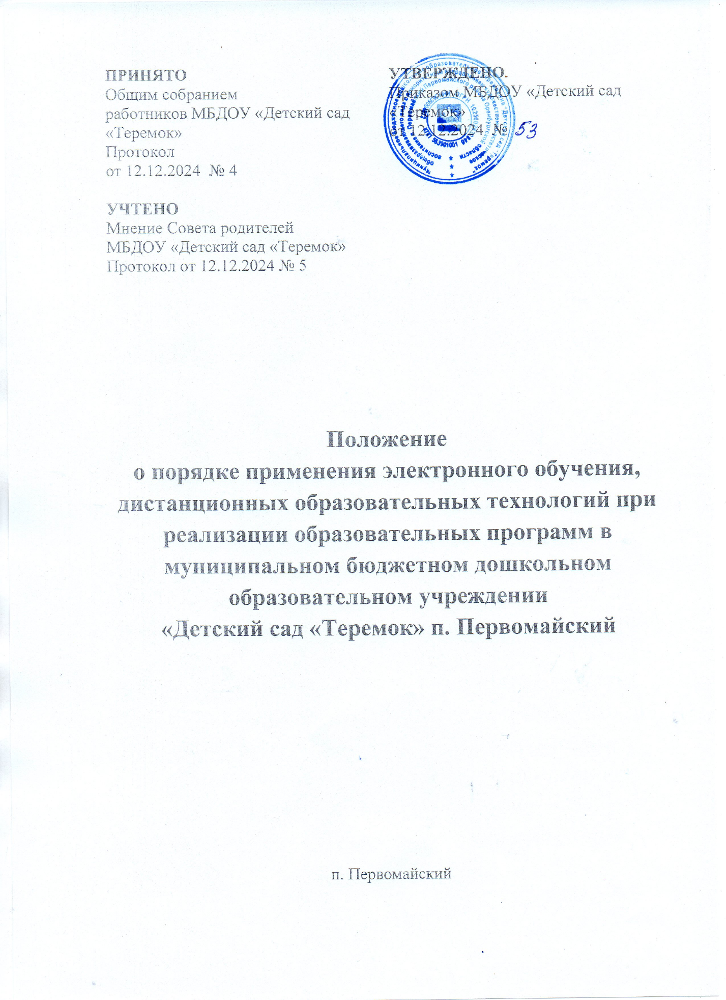 ПРИНЯТО
Общим собранием
работников МБДОУ «Детский сад
«Теремок»
Протокол
от 12.12.2024 № 4
УЧТЕНО
Мнение Совета родителей
МБДОУ «Детский сад «Теремок»
Протокол от 12.12.2024 № 5
УТВЕРЖДЕНО.
Приказом МБДОУ «Детский сад
«Теремок»
от 12.12.2024 № 53
Положение
о порядке применения электронного обучения,
дистанционных образовательных технологий при
реализации образовательных программ в
муниципальном бюджетном дошкольном
образовательном учреждении
«Детский сад «Теремок» п. Первомайский
п. Первомайский